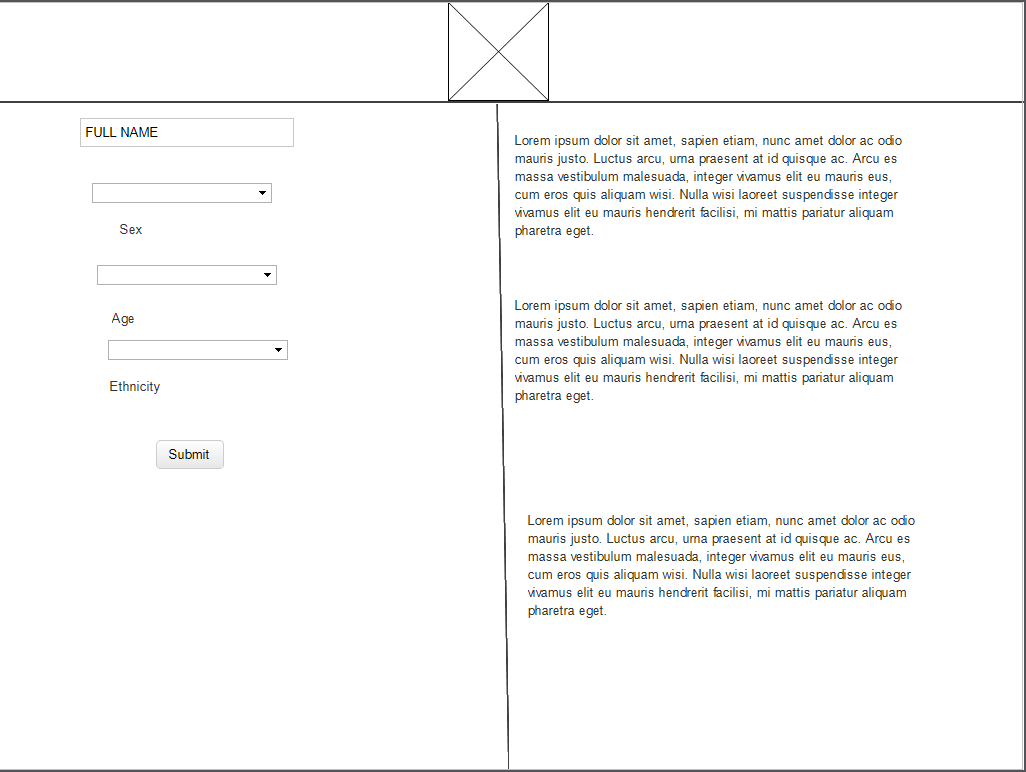 FULL NAME
Sex
Age
Ethnicity
Submit
Lorem ipsum dolor sit amet, sapien etiam, nunc amet dolor ac odio
mauris justo. Luctus arcu, urna praesent at id quisque ac. Arcu es
massa vestibulum malesuada, integer vivamus elit eu mauris eus,
cum eros quis aliquam wisi. Nulla wisi laoreet suspendisse integer
vivamus elit eu mauris hendrerit facilisi, mi mattis pariatur aliquam
pharetra eget.
Lorem ipsum dolor sit amet, sapien etiam, nunc amet dolor ac odio
mauris justo. Luctus arcu, urna praesent at id quisque ac. Arcu es
massa vestibulum malesuada, integer vivamus elit eu mauris eus,
cum eros quis aliquam wisi. Nulla wisi laoreet suspendisse integer
vivamus elit eu mauris hendrerit facilisi, mi mattis pariatur aliquam
pharetra eget.
Lorem ipsum dolor sit amet, sapien etiam, nunc amet dolor ac odio
mauris justo. Luctus arcu, urna praesent at id quisque ac. Arcu es
massa vestibulum malesuada, integer vivamus elit eu mauris eus,
cum eros quis aliquam wisi. Nulla wisi laoreet suspendisse integer
vivamus elit eu mauris hendrerit facilisi, mi mattis pariatur aliquam
pharetra eget.